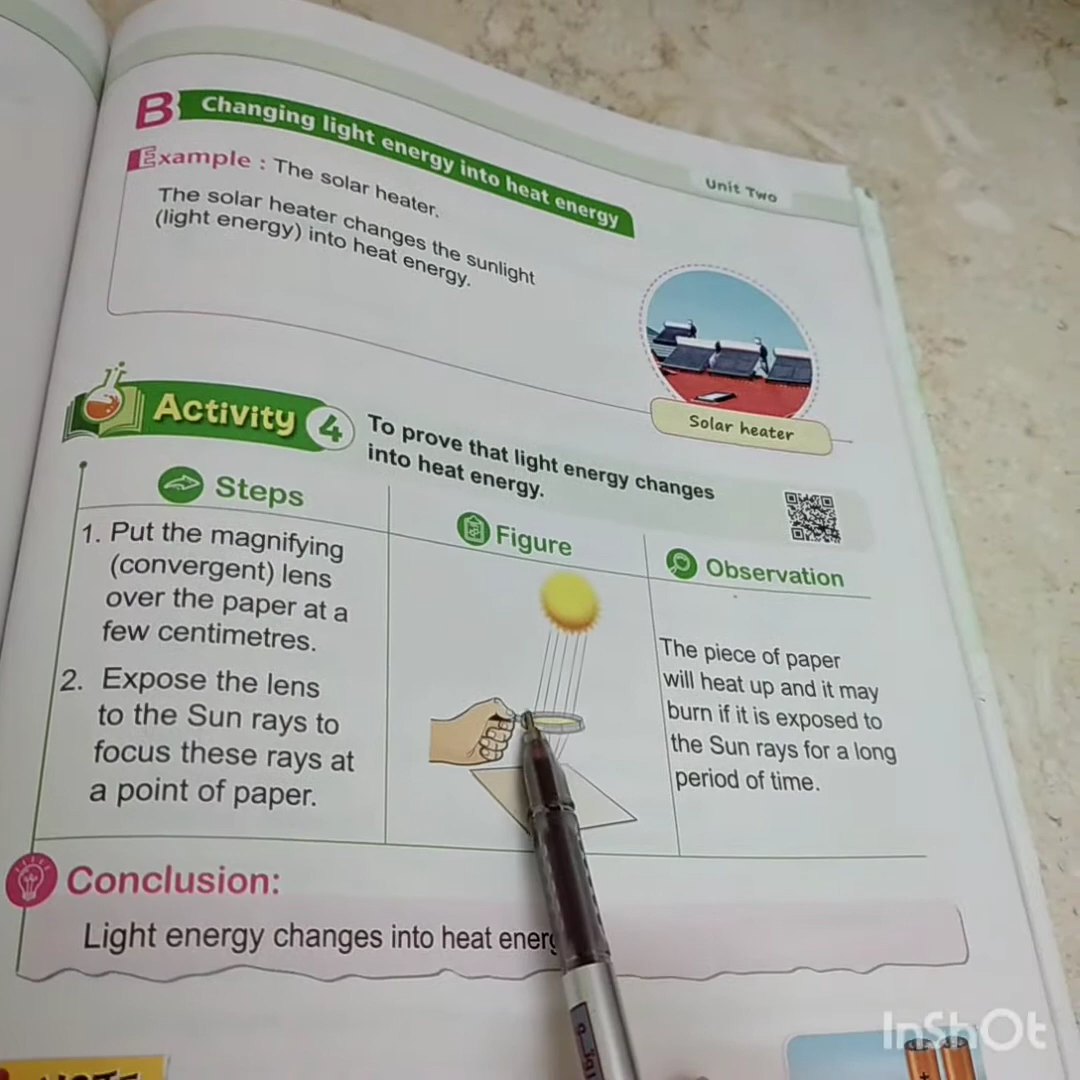 Unit Two
B Changing light energy into heat energy
Example : The solar heater.
The solar heater changes the sunlight
(light energy) into heat energy.
Solar heater
Activity 4 To prove that light energy changes
into heat energy.
Steps
1. Put the magnifying
(convergent) lens
over the paper at a
few centimetres.
2. Expose the lens
to the Sun rays to
focus these rays at
a point of paper.
Figure
Observation
The piece of paper
will heat up and it may
burn if it is exposed to
the Sun rays for a long
period of time.
Conclusion:
Light energy changes into heat energ
InShOt